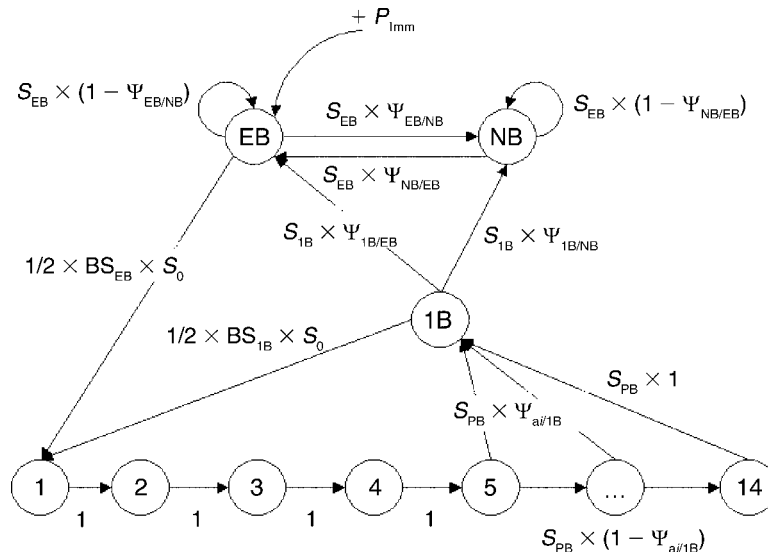 + P_Imm
S_EB × (1 − Ψ_EB/NB)
S_EB × Ψ_EB/NB
S_EB × (1 − Ψ_NB/EB)
EB
NB
S_EB × Ψ_NB/EB
S_1B × Ψ_1B/EB
S_1B × Ψ_1B/NB
1/2 × BS_EB × S_0
1B
1/2 × BS_1B × S_0
S_PB × 1
S_PB × Ψ_ai/1B
1 2 3 4 5 ... 14
1 1 1 1
S_PB × (1 − Ψ_ai/1B)